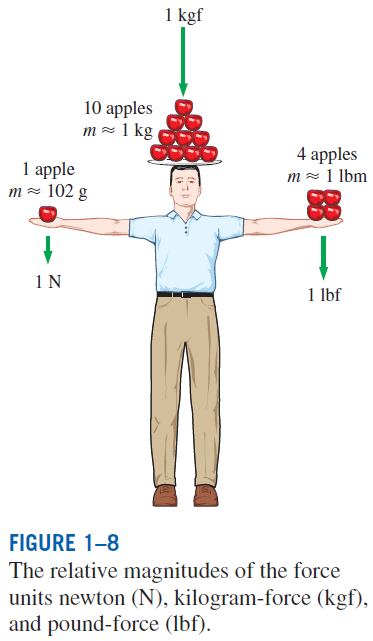 1 kgf
10 apples
m ≈ 1 kg
1 apple
m ≈ 102 g
4 apples
m ≈ 1 lbm
1 N
1 lbf
FIGURE 1–8
The relative magnitudes of the force
units newton (N), kilogram-force (kgf),
and pound-force (lbf).